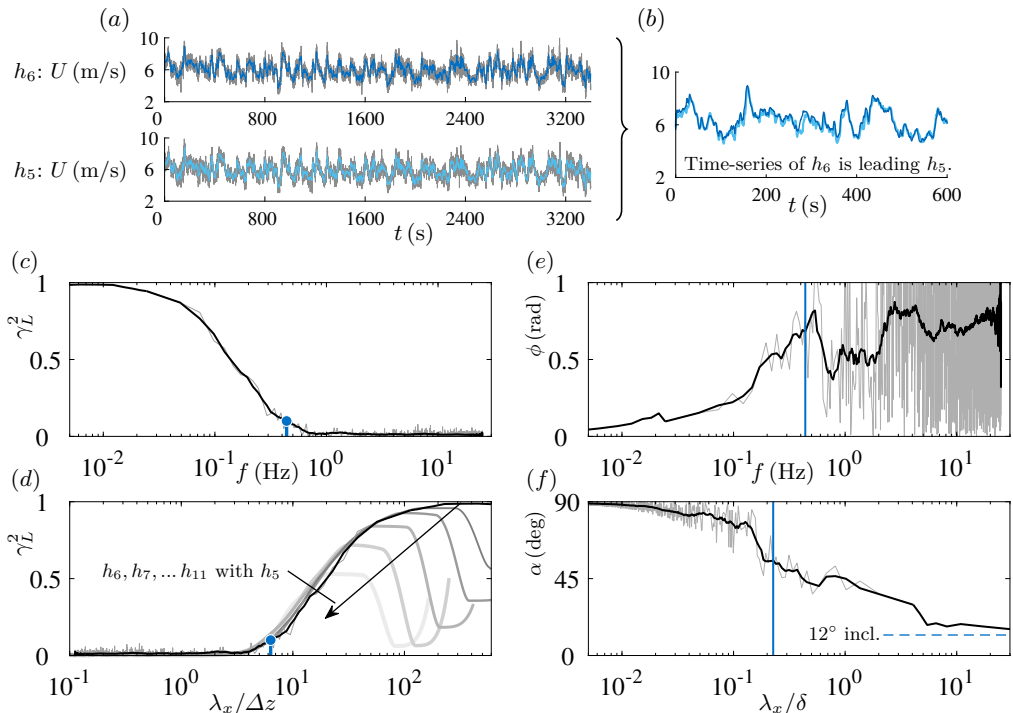 (a)
(b)
h₆: U (m/s)
10
6
2
0
800
1600
2400
3200
h₅: U (m/s)
10
6
2
0
800
1600
2400
3200
t (s)
10
6
2
Time-series of h₆ is leading h₅.
0
200
400
600
t (s)
(c)
γ²_L
1
0.5
0
10⁻²
10⁻¹
10⁰
10¹
f (Hz)
(e)
ϕ (rad)
1
0.5
0
10⁻²
10⁻¹
10⁰
10¹
f (Hz)
(d)
γ²_L
1
0.5
0
h₆, h₇, ... h₁₁ with h₅
10⁻¹
10⁰
10¹
10²
λₓ/Δz
(f)
α (deg)
90
45
0
12° incl.
10⁻²
10⁻¹
10⁰
10¹
λₓ/δ